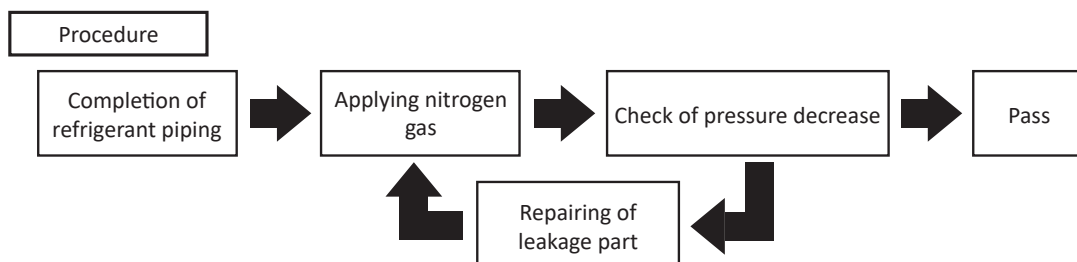 Procedure
Completion of
refrigerant piping
Applying nitrogen
gas
Check of pressure decrease
Pass
Repairing of
leakage part